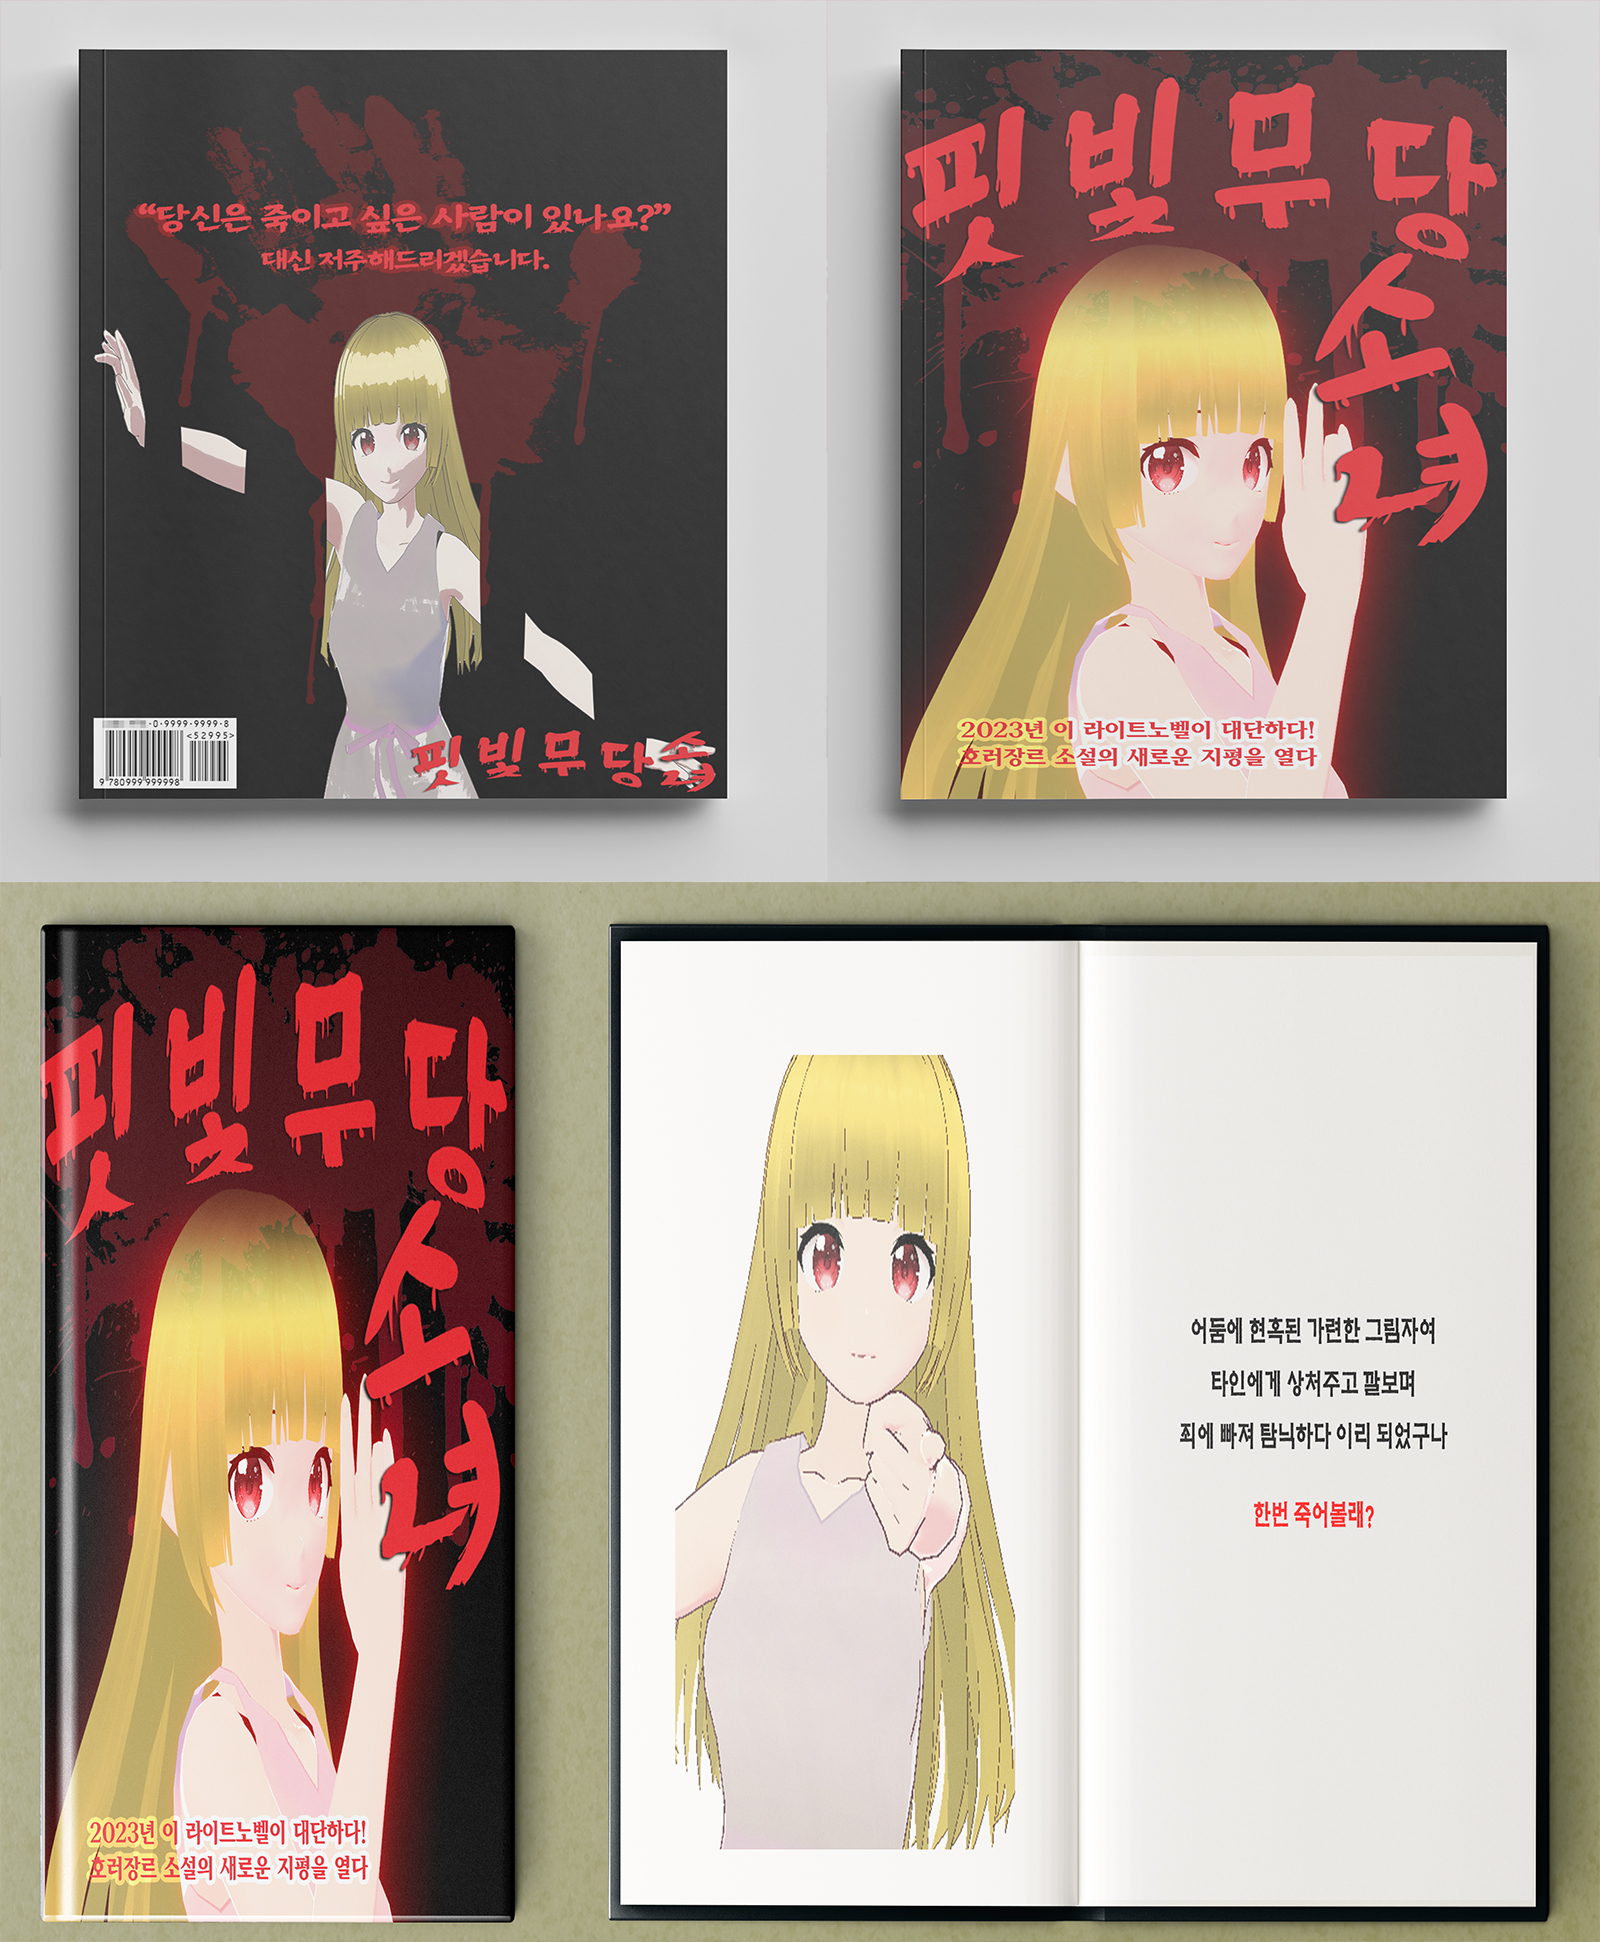 “당신은 죽이고 싶은 사람이 있나요?”
대신 저주해드리겠습니다.
0-9999-9999-8
<52995>
9 780999 999998
핏빛무당소녀
핏빛무당
소
녀
2023년 이 라이트노벨이 대단하다!
호러장르 소설의 새로운 지평을 열다
핏빛무당
소
녀
2023년 이 라이트노벨이 대단하다!
호러장르 소설의 새로운 지평을 열다
어둠에 현혹된 가련한 그림자여
타인에게 상처주고 깔보며
죄에 빠져 탐닉하다 이리 되었구나
한번 죽어볼래?